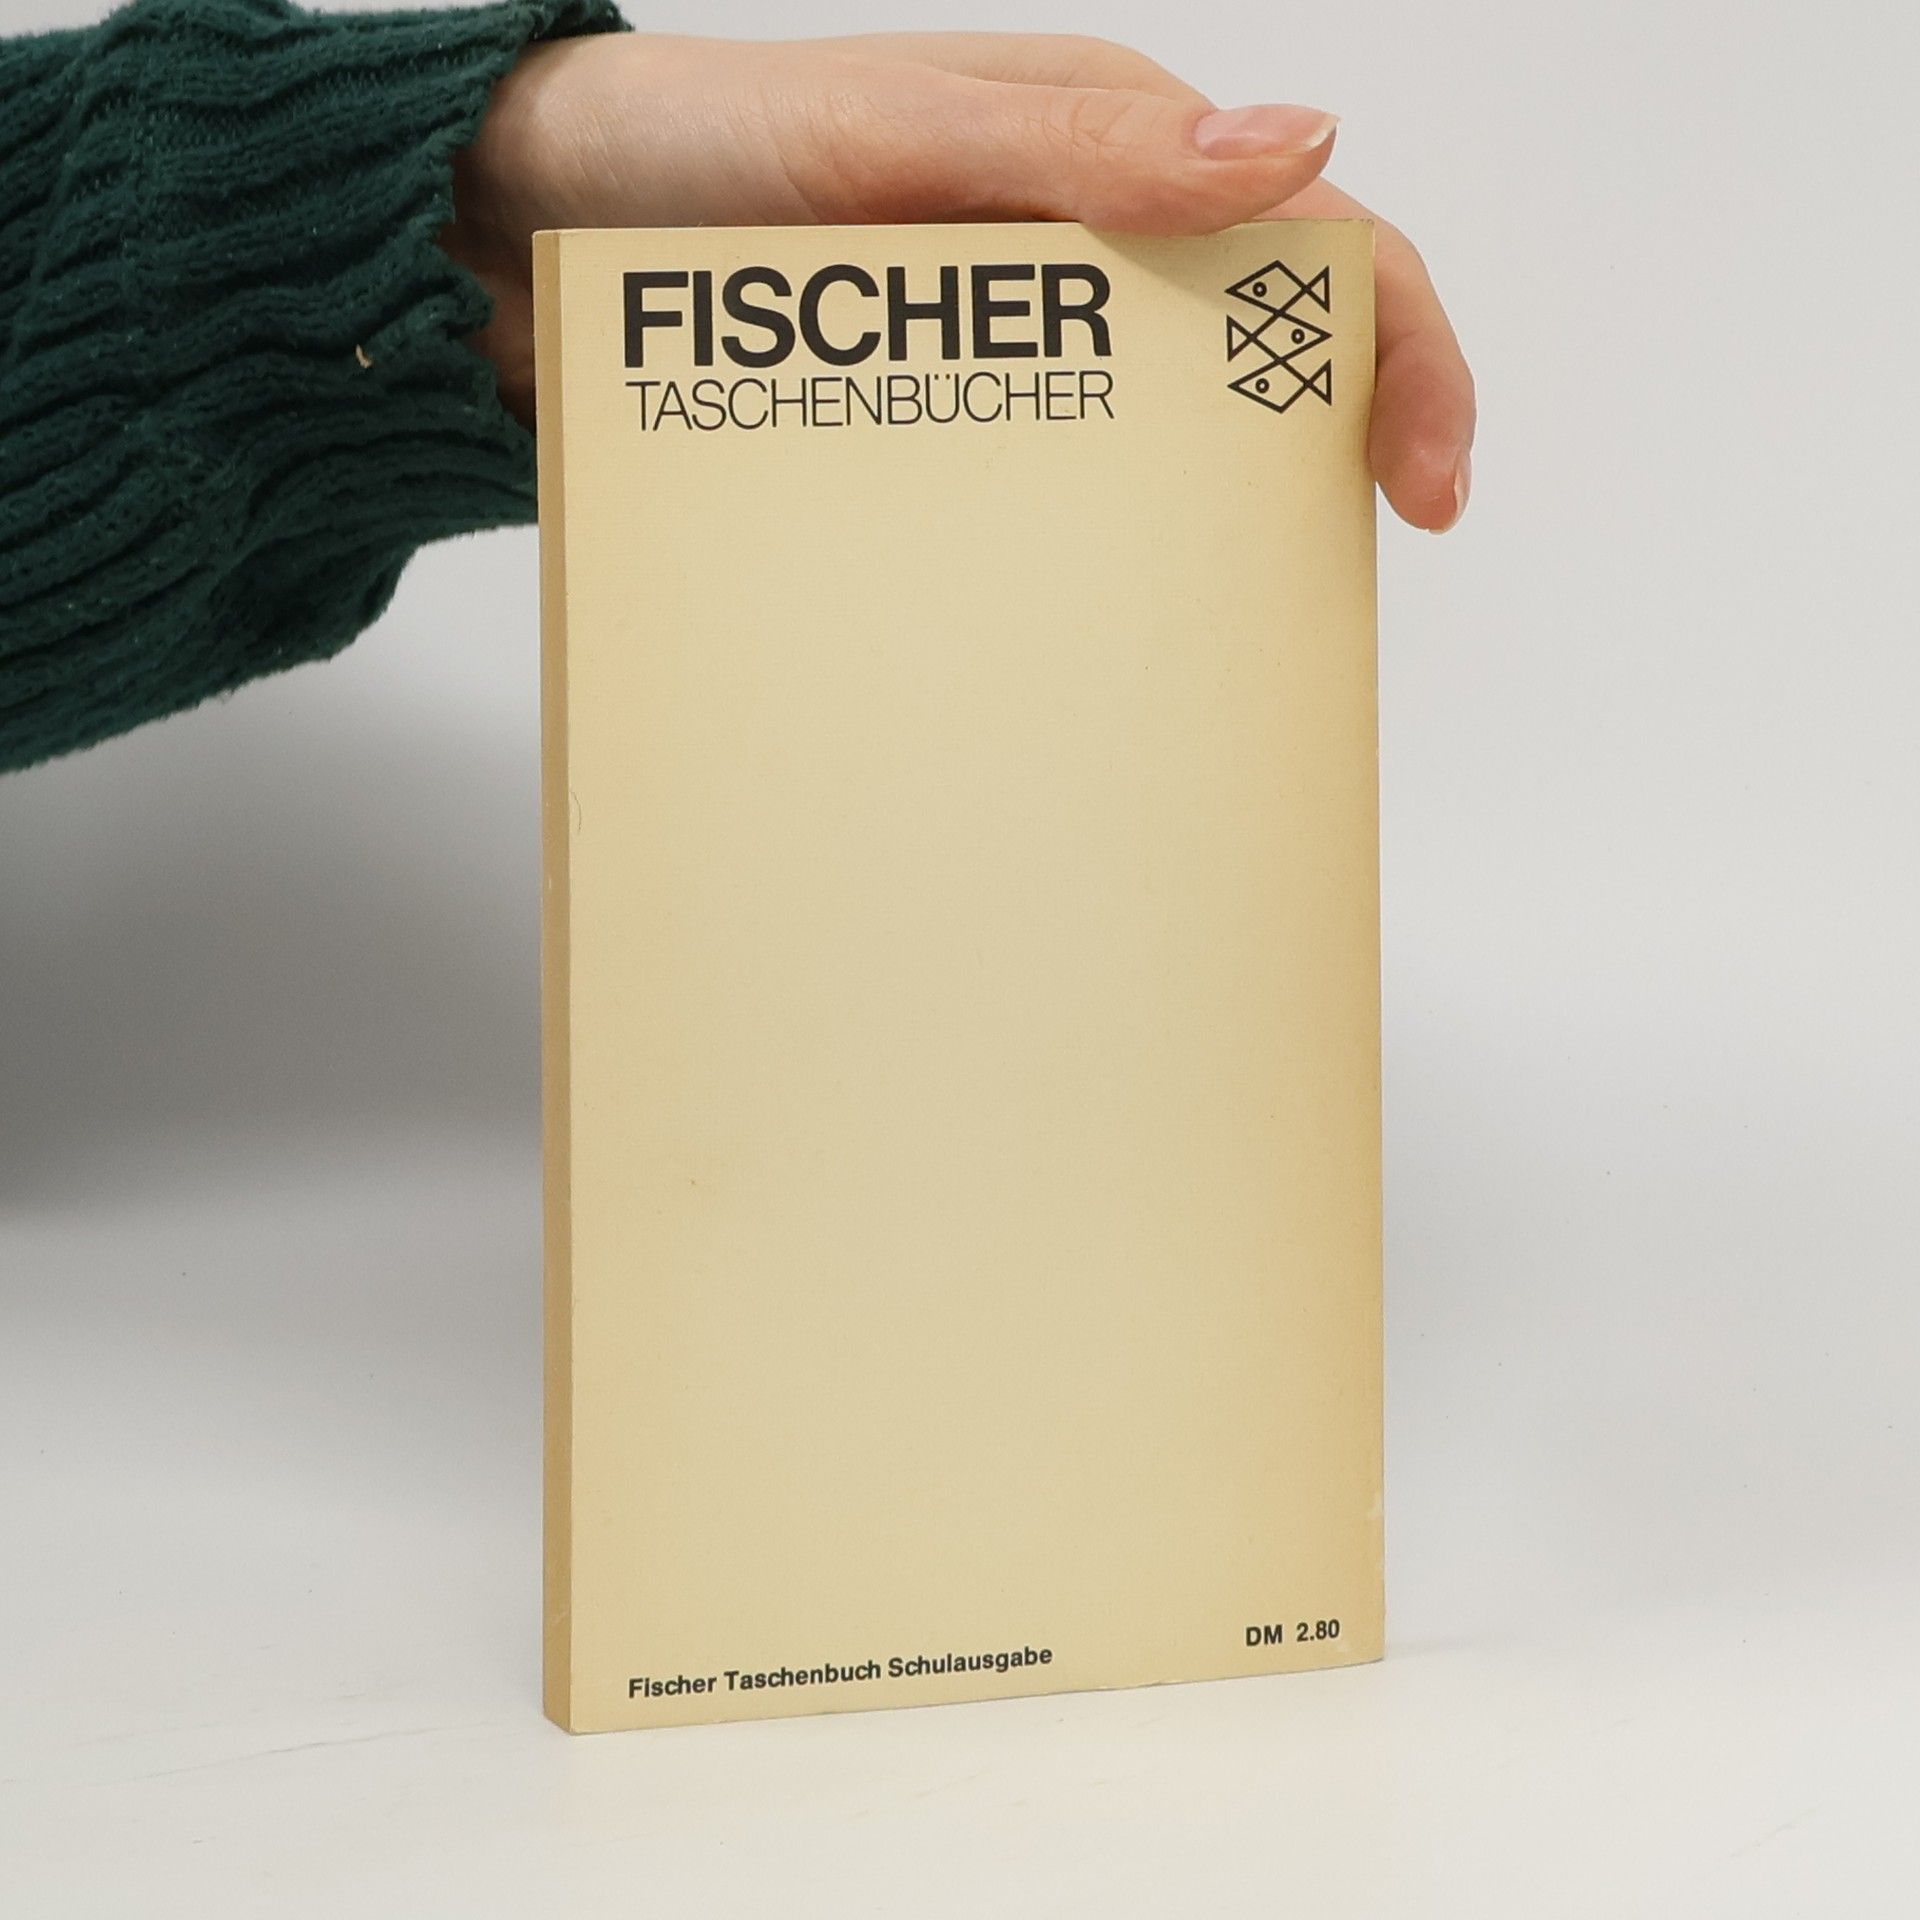 FISCHER
TASCHENBÜCHER
Fischer Taschenbuch Schulausgabe
DM 2.80